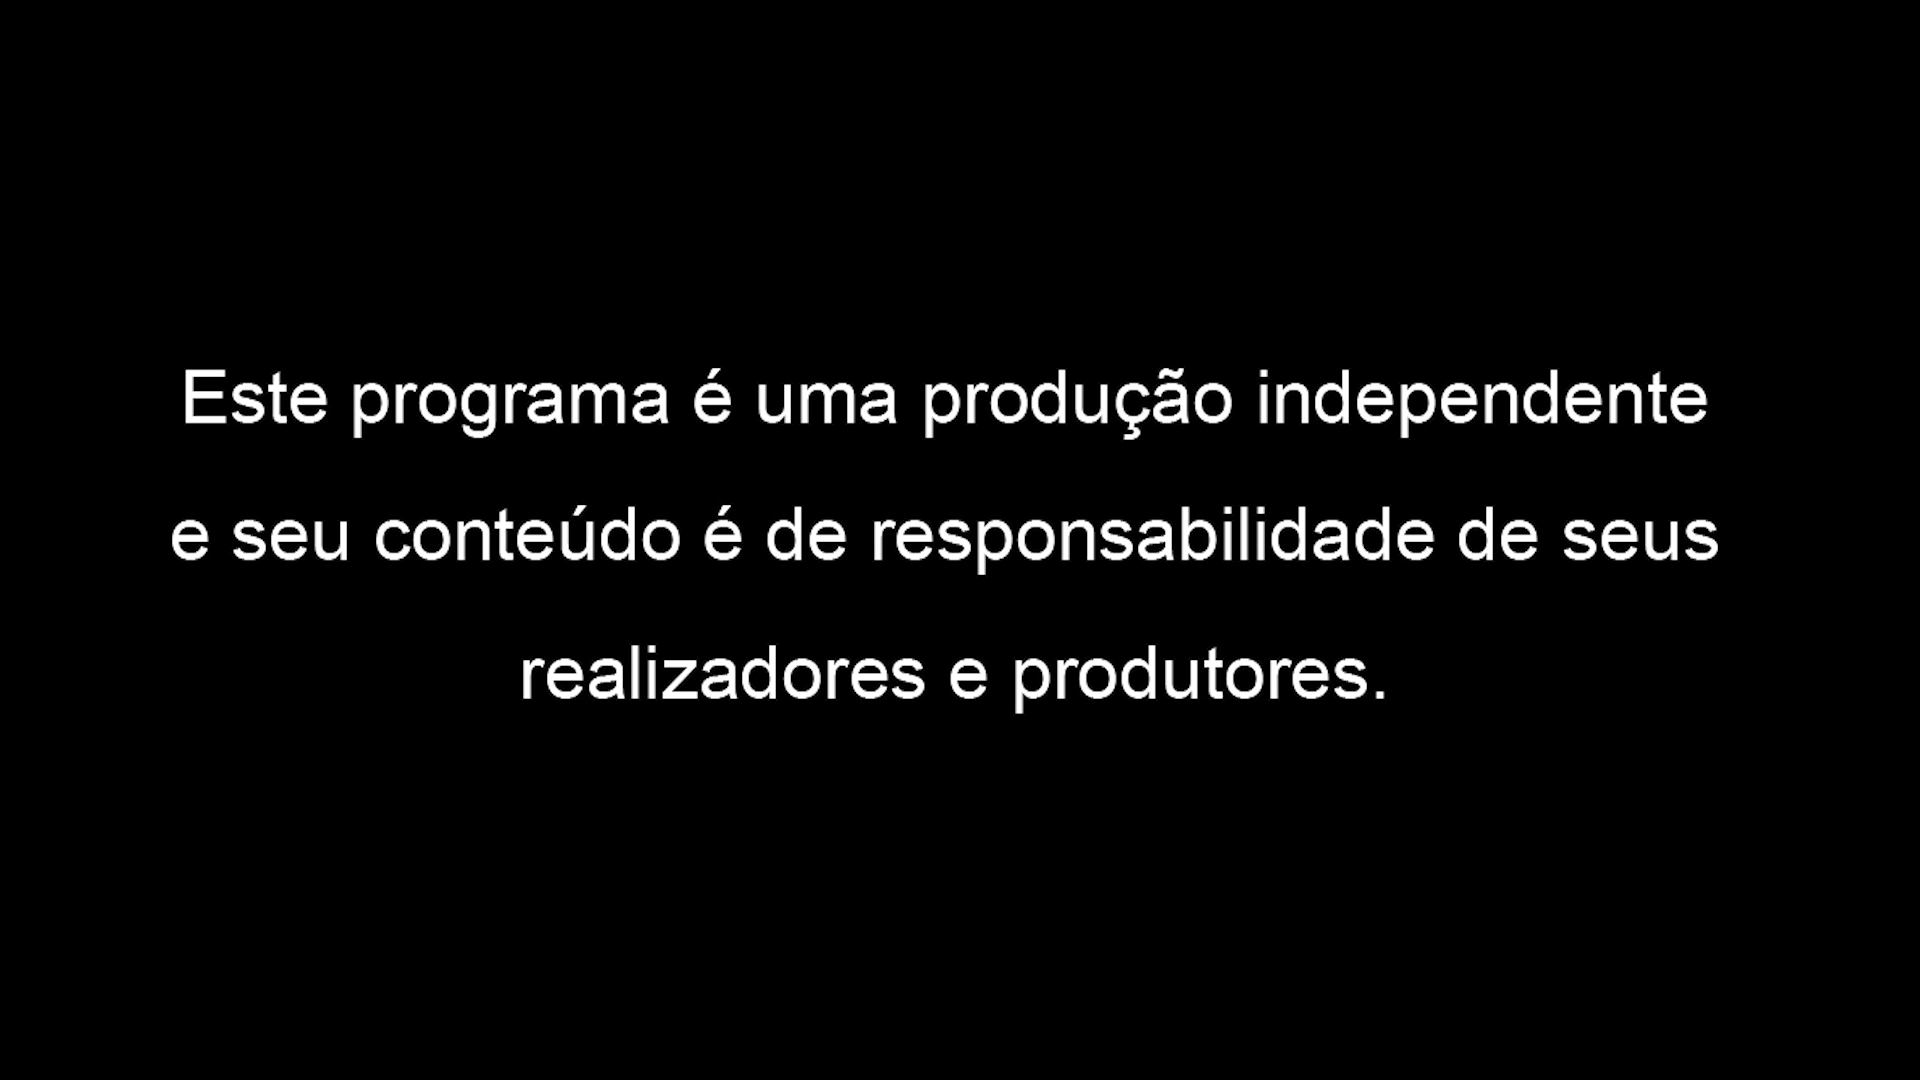 Este programa é uma produção independente
e seu conteúdo é de responsabilidade de seus
realizadores e produtores.